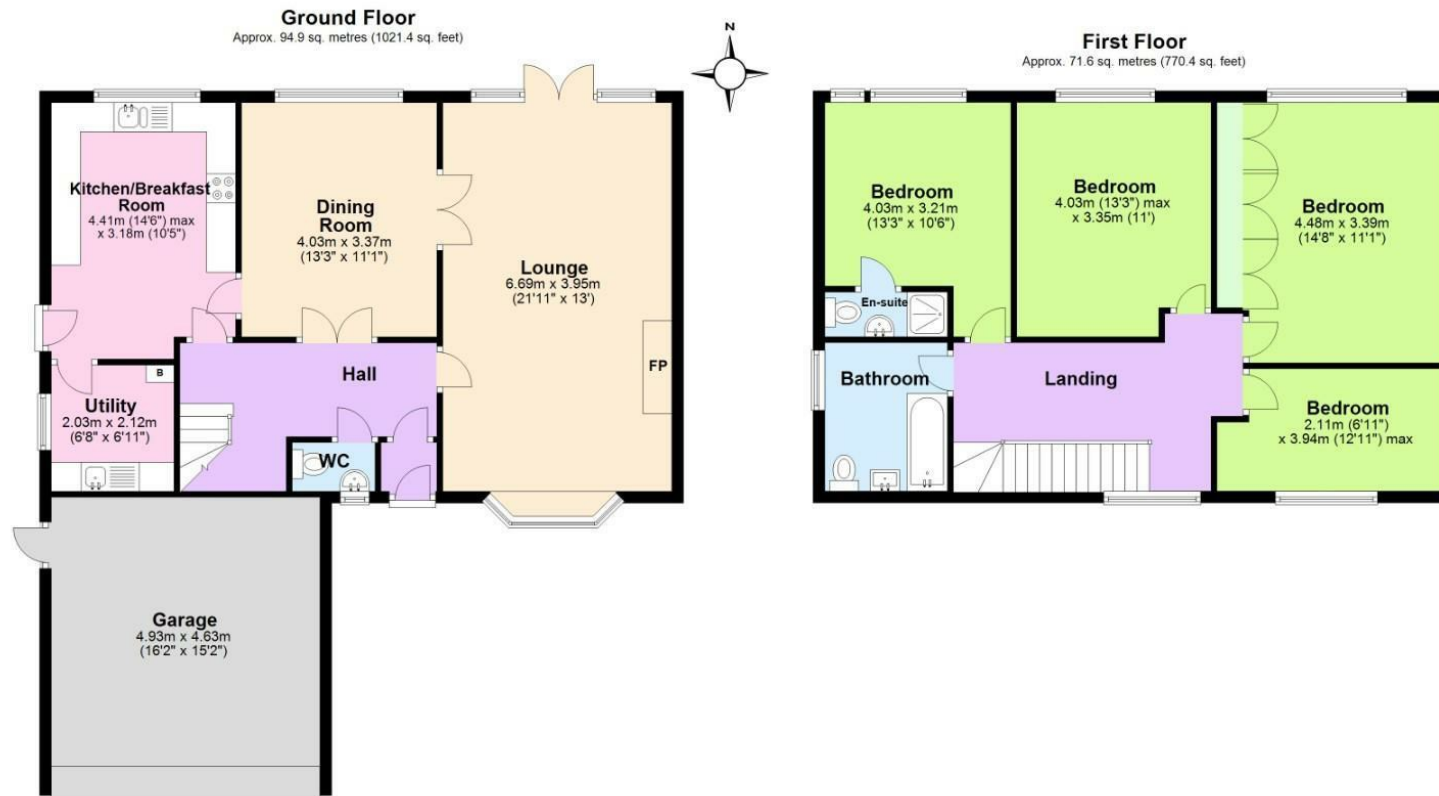 Ground Floor
Approx. 94.9 sq. metres (1021.4 sq. feet)
N
Kitchen/Breakfast
Room
4.41m (14'6") max
x 3.18m (10'5")
Dining
Room
4.03m x 3.37m
(13'3" x 11'1")
Lounge
6.69m x 3.95m
(21'11" x 13')
FP
Hall
B
Utility
2.03m x 2.12m
(6'8" x 6'11")
WC
Garage
4.93m x 4.63m
(16'2" x 15'2")
First Floor
Approx. 71.6 sq. metres (770.4 sq. feet)
Bedroom
4.03m x 3.21m
(13'3" x 10'6")
Bedroom
4.03m (13'3") max
x 3.35m (11')
Bedroom
4.48m x 3.39m
(14'8" x 11'1")
En-suite
Bathroom
Landing
Bedroom
2.11m (6'11")
x 3.94m (12'11") max